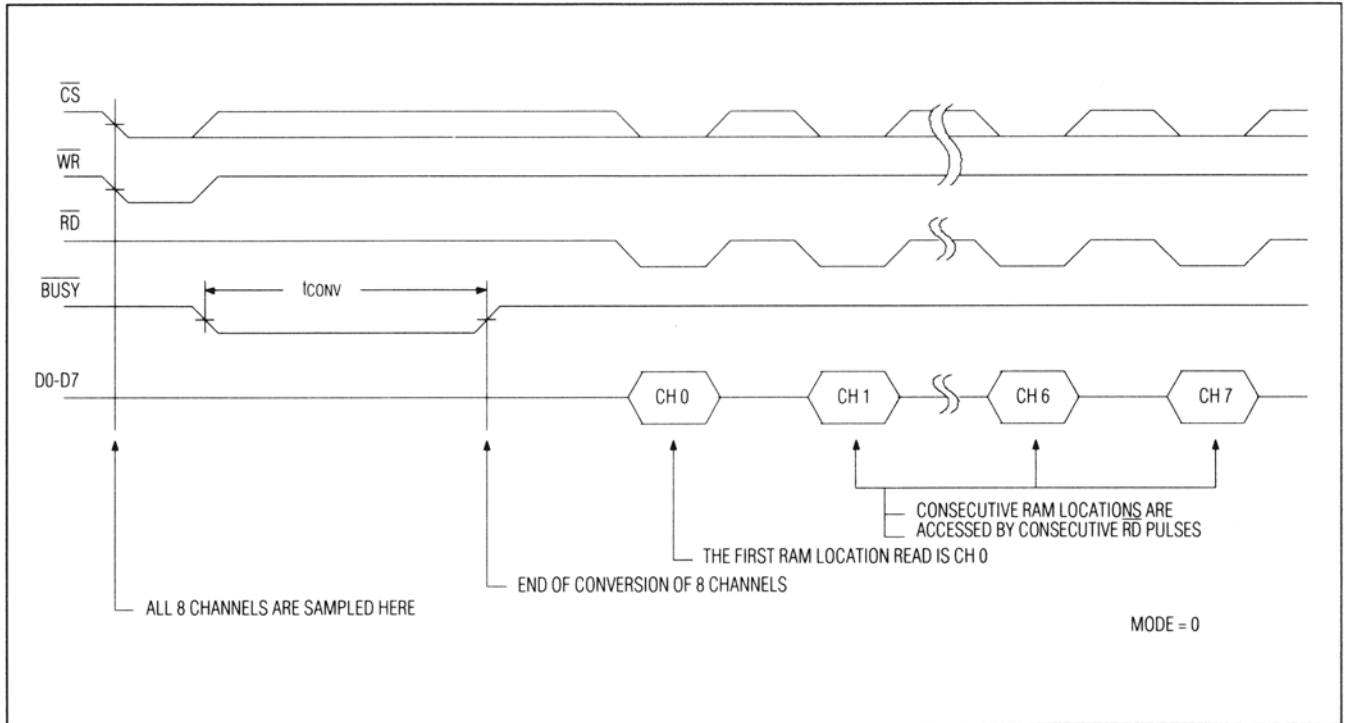 CS
WR
RD
BUSY
tCONV
D0-D7
CH 0
CH 1
CH 6
CH 7
CONSECUTIVE RAM LOCATIONS ARE
ACCESSED BY CONSECUTIVE RD PULSES
THE FIRST RAM LOCATION READ IS CH 0
END OF CONVERSION OF 8 CHANNELS
ALL 8 CHANNELS ARE SAMPLED HERE
MODE = 0